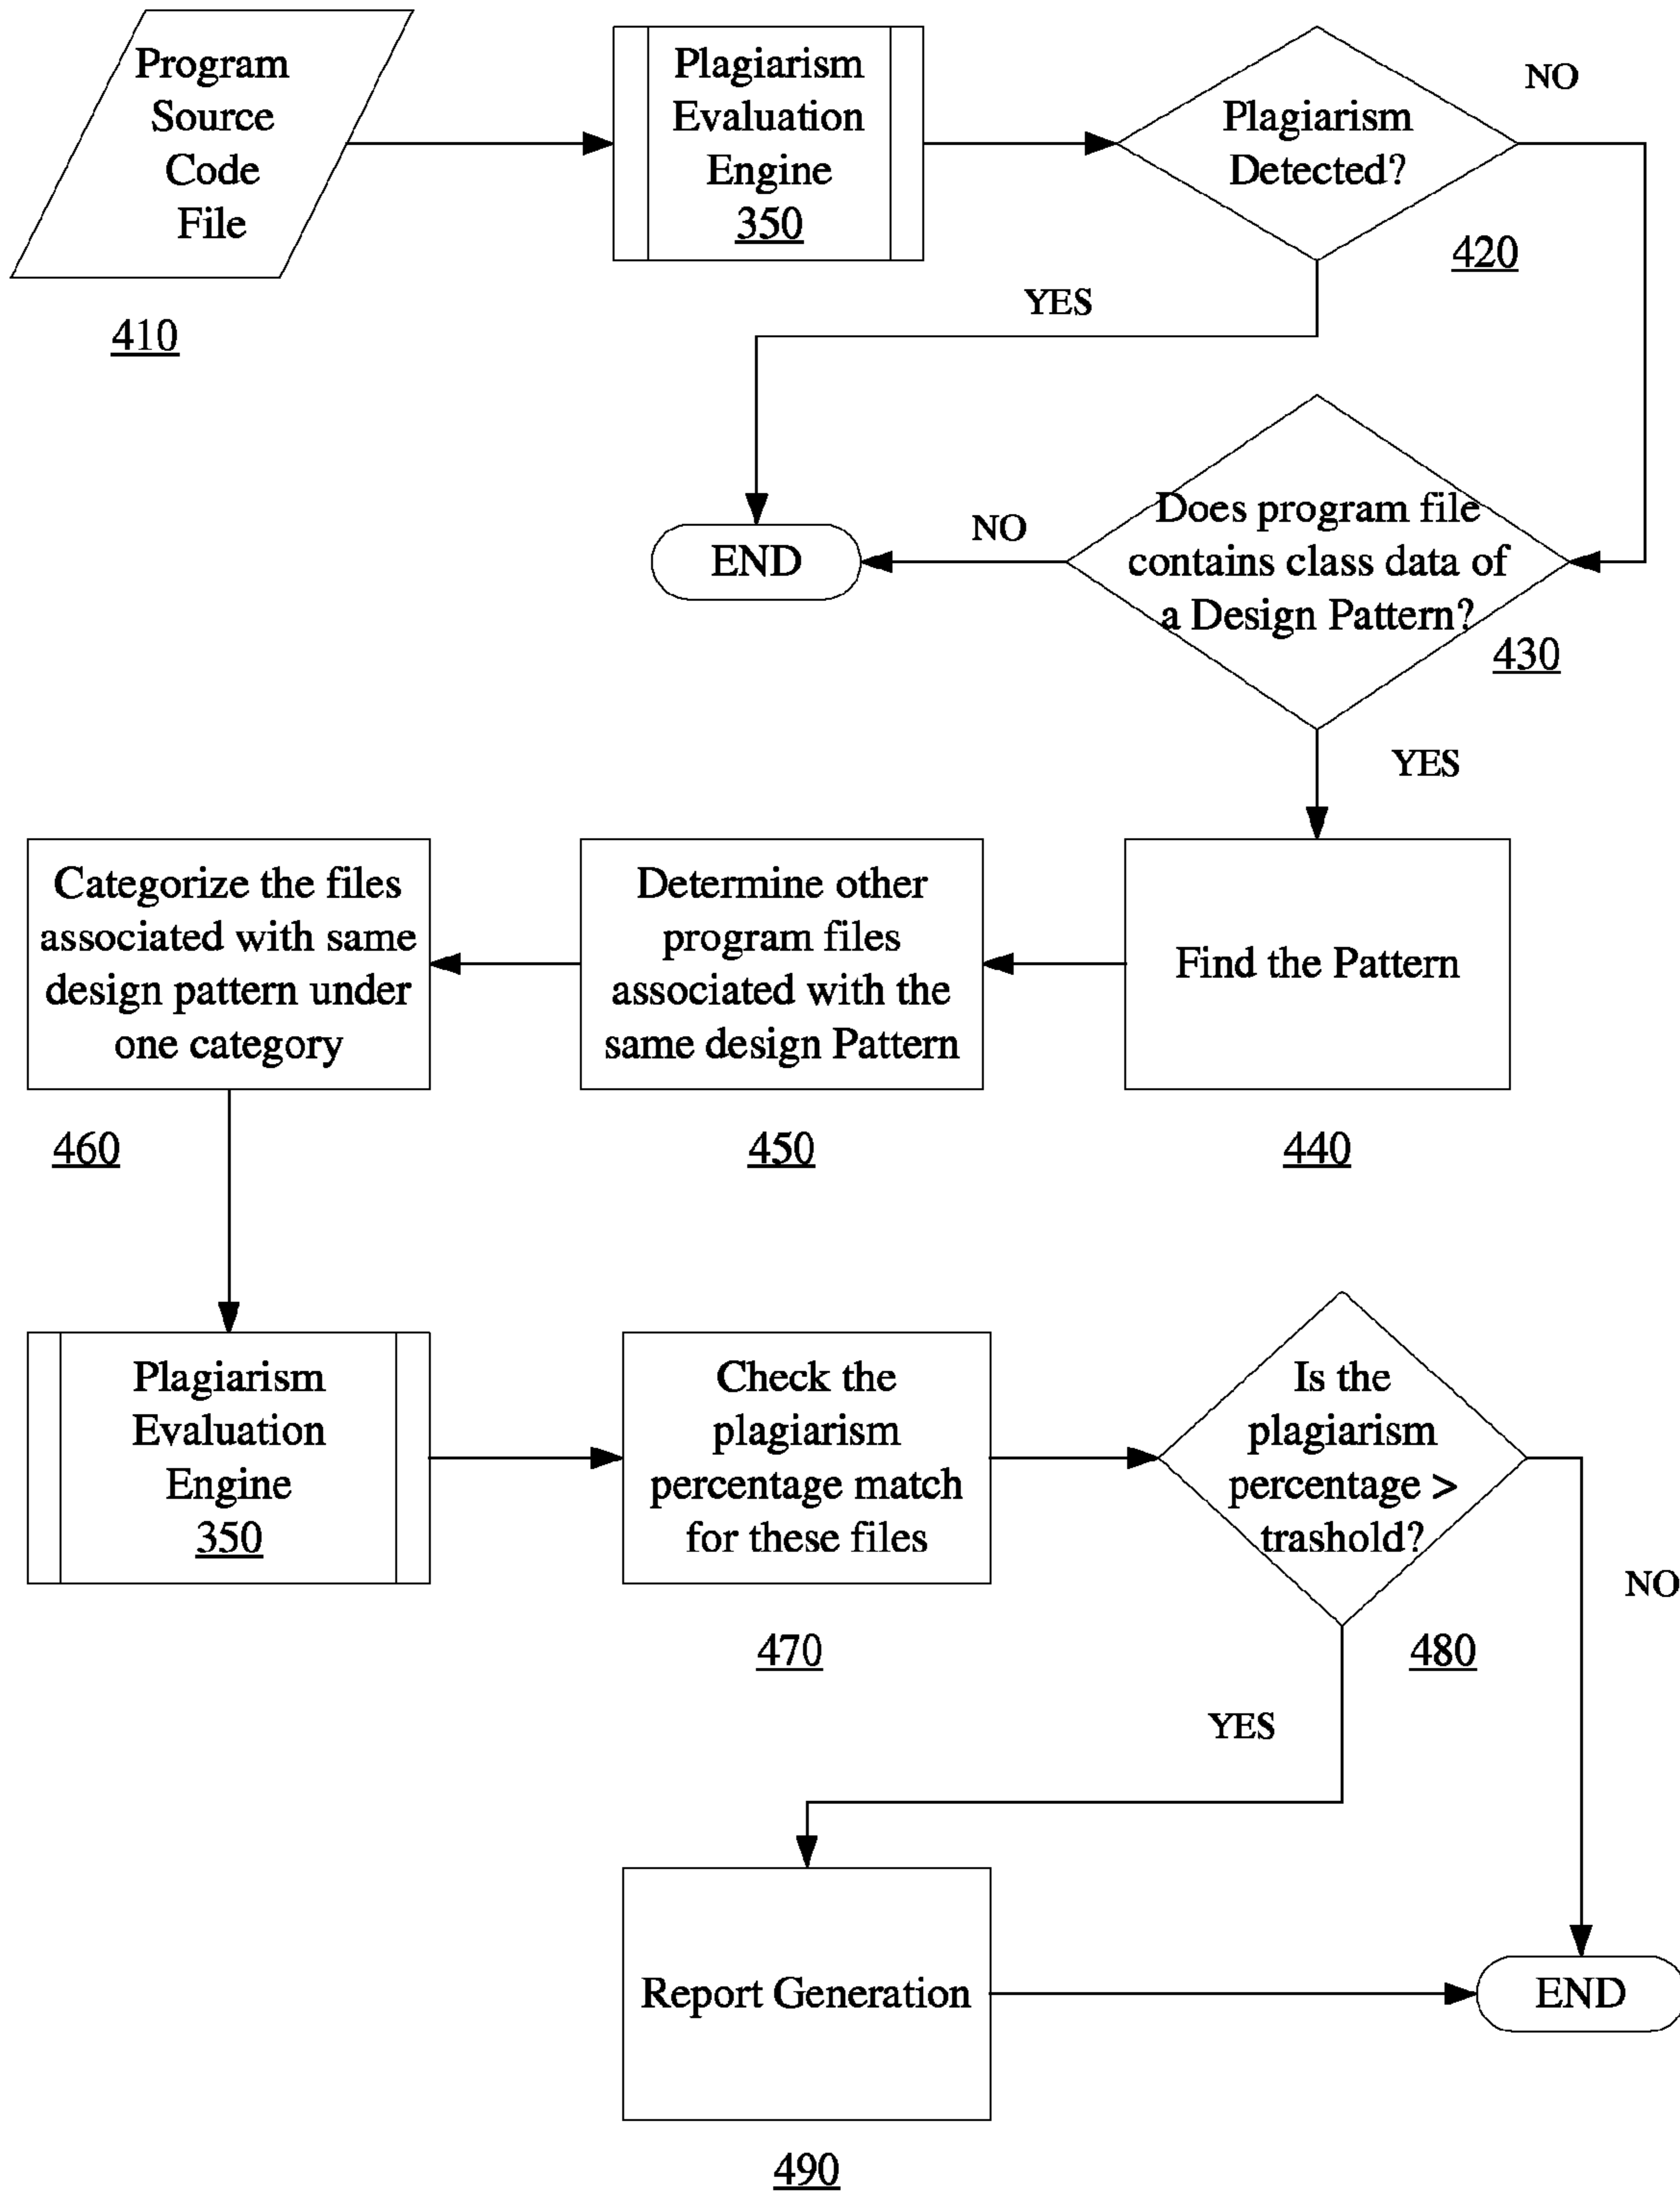 Program
Source
Code
File
410
Plagiarism
Evaluation
Engine
350
Plagiarism
Detected?
420
NO
YES
Does program file
contains class data of
a Design Pattern?
430
NO
END
YES
Find the Pattern
440
Determine other
program files
associated with the
same design Pattern
450
Categorize the files
associated with same
design pattern under
one category
460
Plagiarism
Evaluation
Engine
350
Check the
plagiarism
percentage match
for these files
470
Is the
plagiarism
percentage >
trashold?
480
NO
YES
Report Generation
490
END